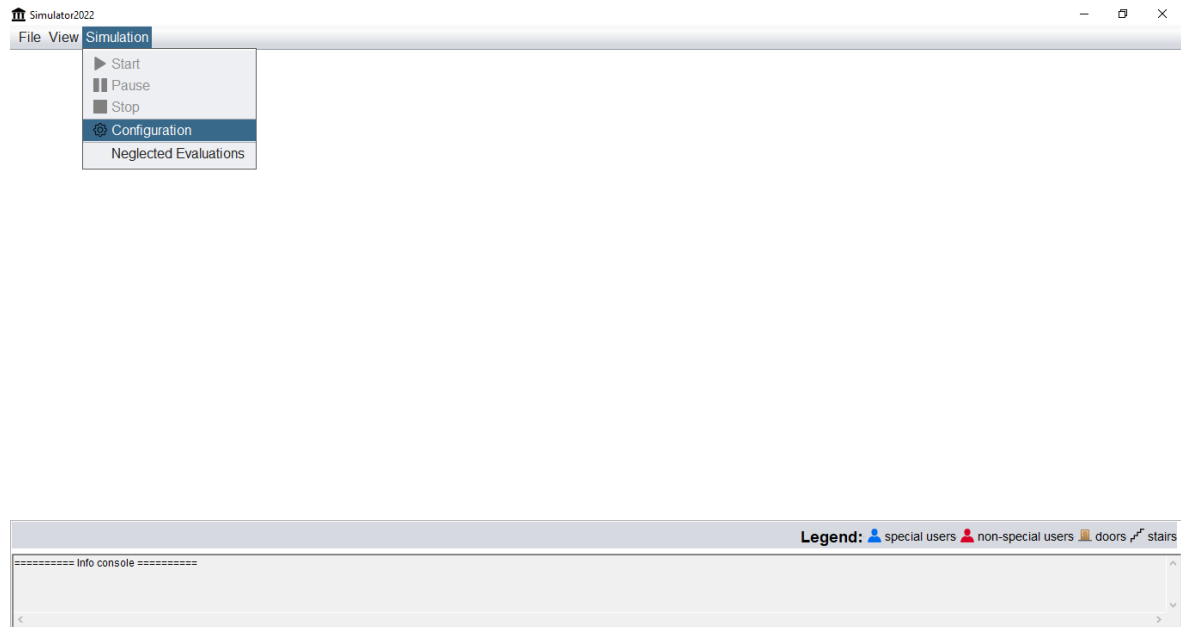 Simulator2022
File View Simulation
Start
Pause
Stop
Configuration
Neglected Evaluations
Legend: special users non-special users doors stairs
========== Info console ==========